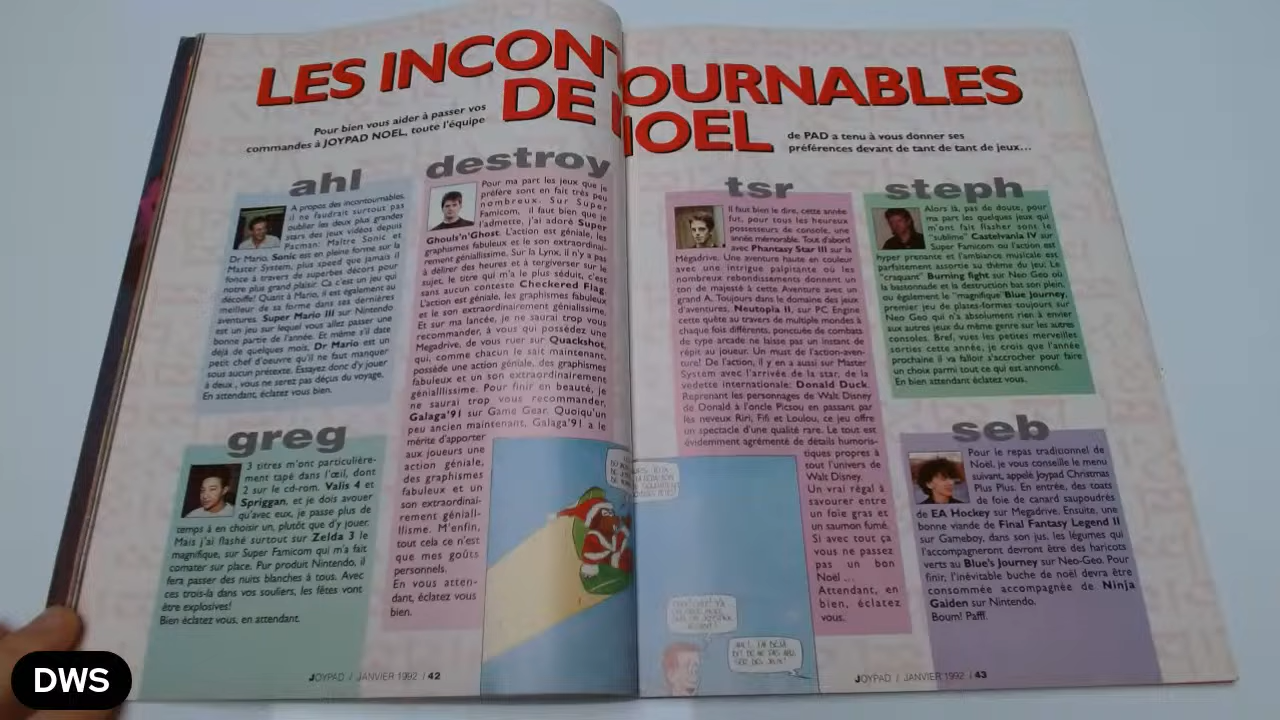 LES INCONTOURNABLES
DE NOEL
Pour bien vous aider à passer vos
commandes à JOYPAD NOEL, toute l'équipe
de PAD a tenu à vous donner ses
préférences devant de tant de tant de jeux...
ahl
A propos des incontournables,
il ne faudrait surtout pas
oublier les deux plus grandes
stars des jeux vidéos depuis
Pacman: Maître Sonic et
Dr Mario. Sonic est en pleine forme sur la
Master System, plus speed que jamais il
fonce à travers de superbes décors pour
notre plus grand plaisir. Ca c'est un jeu qui
décoiffe! Quant à Mario, il est également au
meilleur de sa forme dans ses dernières
aventures. Super Mario III sur Nintendo
est un jeu sur lequel vous allez passer une
bonne partie de l'année. Et même s'il date
déjà de quelques mois, Dr Mario est un
petit chef d'oeuvre qu'il ne faut manquer
sous aucun prétexte. Essayez donc d'y jouer
à deux, vous ne serez pas déçus du voyage.
En attendant, éclatez vous bien.
greg
3 titres m'ont particulière-
ment tapé dans l'œil, dont
2 sur le cd-rom. Valis 4 et
Spriggan, et je dois avouer
qu'avec eux, je passe plus de
temps à en choisir un, plutôt que d'y jouer.
Mais j'ai flashé surtout sur Zelda 3 le
magnifique, sur Super Famicom qui m'a fait
comater sur place. Pur produit Nintendo, il
fera passer des nuits blanches à tous. Avec
ces trois-là dans vos souliers, les fêtes vont
être explosives!
Bien éclatez vous, en attendant.
destroy
Pour ma part les jeux que je
préfère sont en fait très peu
nombreux. Sur Super
Famicom, il faut bien que je
l'admette, j'ai adoré Super
Ghouls'n'Ghost. L'action est géniale, les
graphismes fabuleux et le son extraordinai-
rement génialissime. Sur la Lynx, il n'y a pas
à délirer des heures et à tergiverser sur le
sujet, le titre qui m'a le plus séduit, c'est
sans aucun conteste Checkered Flag.
L'action est géniale, les graphismes fabuleux
et le son extraordinairement génialissime.
Et sur ma lancée, je ne saurai trop vous
recommander, à vous qui possédez une
Megadrive, de vous ruer sur Quackshot,
qui, comme chacun le sait maintenant,
possède une action géniale, des graphismes
fabuleux et un son extraordinairement
géniallissime. Pour finir en beauté, je
ne saurai trop vous recommander,
Galaga'91 sur Game Gear. Quoiqu'un
peu ancien maintenant, Galaga'91 a le
mérite d'apporter
aux joueurs une
action géniale,
des graphismes
fabuleux et un
son extraordinai-
rement géniall-
lisme. M'enfin,
tout cela ce n'est
que mes goûts
personnels.
En vous atten-
dant, éclatez vous
bien.
tsr
Il faut bien le dire, cette année
fut, pour tous les heureux
possesseurs de console, une
année mémorable. Tout d'abord
avec Phantasy Star III sur la
Mégadrive. Une aventure haute en couleur
avec une intrigue palpitante où les
nombreux rebondissements donnent un
ton de majesté à cette Aventure avec un
grand A. Toujours dans le domaine des jeux
d'aventures, Neutopia II, sur PC Engine
cette quête au travers de multiple mondes à
chaque fois différents, ponctuée de combats
de type arcade ne laisse pas un instant de
répit au joueur. Un must de l'action-aven-
ture! De l'action, il y en a aussi sur Master
System avec l'arrivée de la star, de la
vedette internationale: Donald Duck.
Reprenant les personnages de Walt Disney
de Donald à l'oncle Picsou en passant par
les neveux Riri, Fifi et Loulou, ce jeu offre
un spectacle d'une qualité rare. Le tout est
évidemment agrémenté de détails humoris-
tiques propres à
tout l'univers de
Walt Disney.
Un vrai régal à
savourer entre
un foie gras et
un saumon fumé.
Si avec tout ça
vous ne passez
pas un bon
Noël ...
Attendant, en
bien, éclatez
vous.
steph
Alors là, pas de doute, pour
ma part les quelques jeux qui
m'ont fait flasher sont le
"sublime" Castelvania IV sur
Super Famicom ou l'action est
hyper prenante et l'ambiance musicale est
parfaitement assortie au thème du jeu. Le
"craquant" Burning fight sur Neo Geo où
la bastonnade et la destruction bat son plein,
ou également le "magnifique" Blue Journey,
premier jeu de plates-formes toujours sur
Neo Geo qui n'a absolument rien à envier
aux autres jeux du même genre sur les autres
consoles. Bref, vues les petites merveilles
sorties cette année, je crois que l'année
prochaine il va falloir s'accrocher pour faire
un choix parmi tout ce qui est annoncé.
En bien attendant éclatez vous.
seb
Pour le repas traditionnel de
Noël, je vous conseille le menu
suivant, appelé Joypad Christmas
Plus Plus. En entrée, des toats
de foie de canard saupoudrés
de EA Hockey sur Megadrive. Ensuite, une
bonne viande de Final Fantasy Legend II
sur Gameboy, dans son jus, les légumes qui
l'accompagneront devront être des haricots
verts au Blue's Journey sur Neo-Geo. Pour
finir, l'inévitable buche de noël devra être
consommée accompagnée de Ninja
Gaiden sur Nintendo.
Boum! Pafff.
AH! J'AI DEJA
DIT DE NE PAS
JOYPAD / JANVIER 1992 / 42
JOYPAD / JANVIER 1992 / 43
DWS